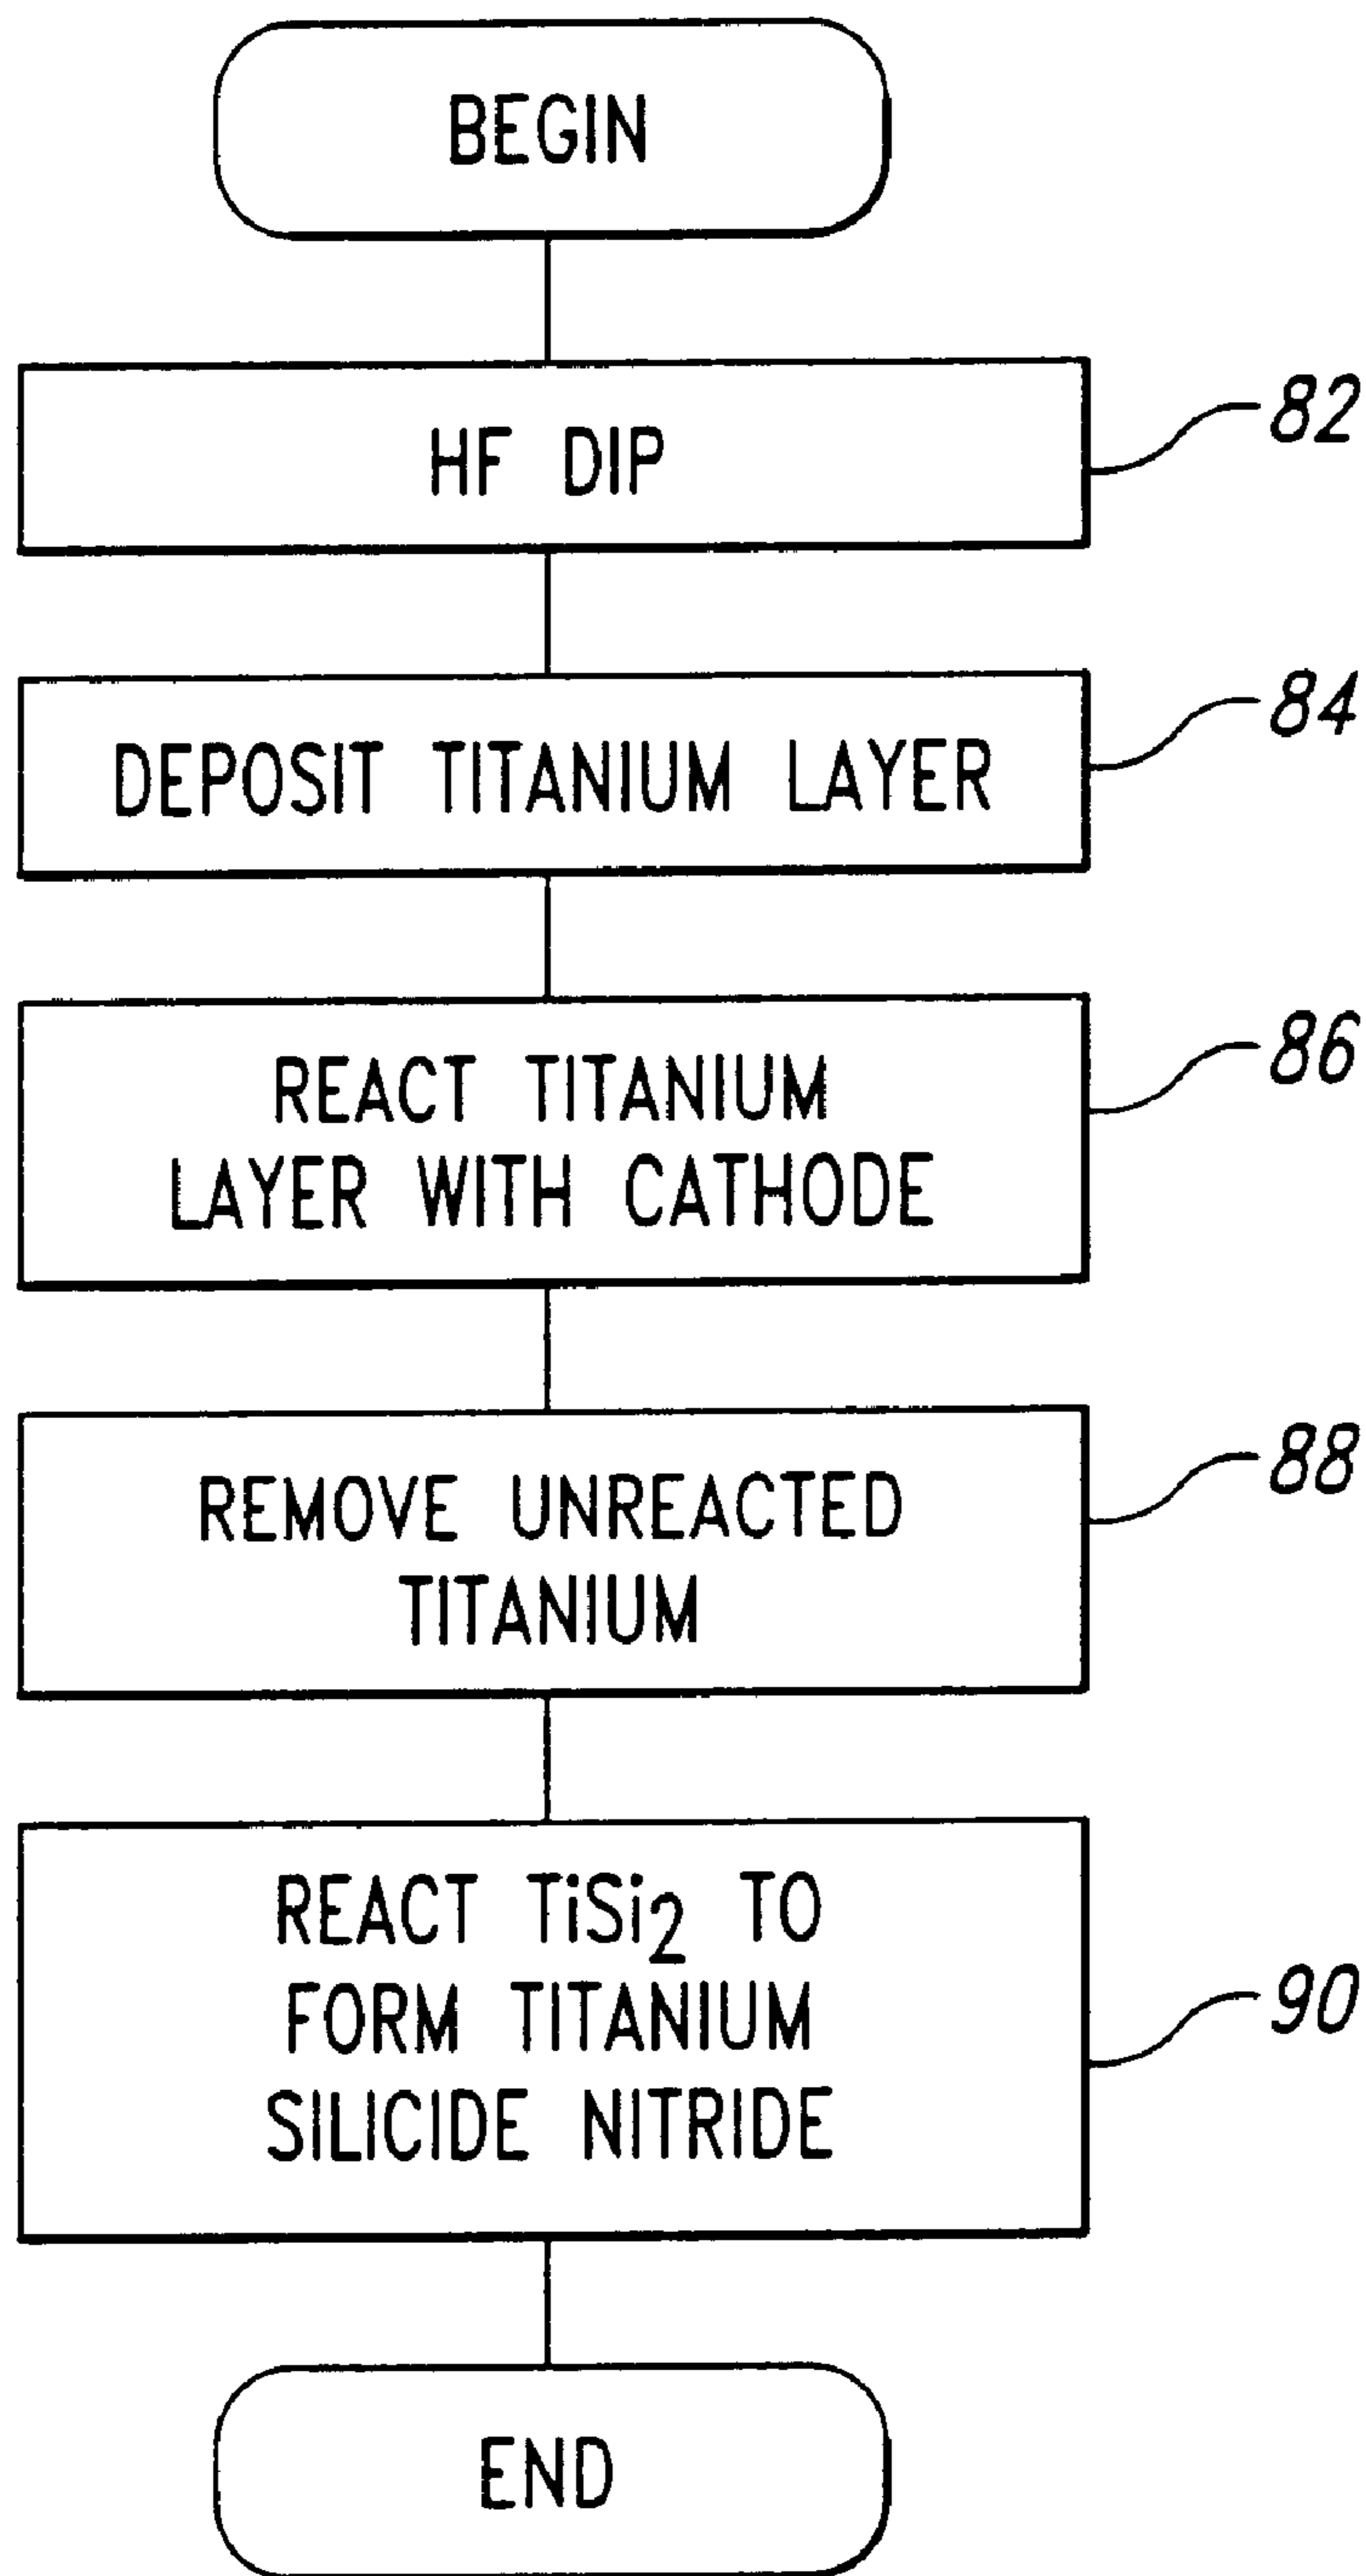 BEGIN
HF DIP
82
DEPOSIT TITANIUM LAYER
84
REACT TITANIUM
LAYER WITH CATHODE
86
REMOVE UNREACTED
TITANIUM
88
REACT TiSi₂ TO
FORM TITANIUM
SILICIDE NITRIDE
90
END